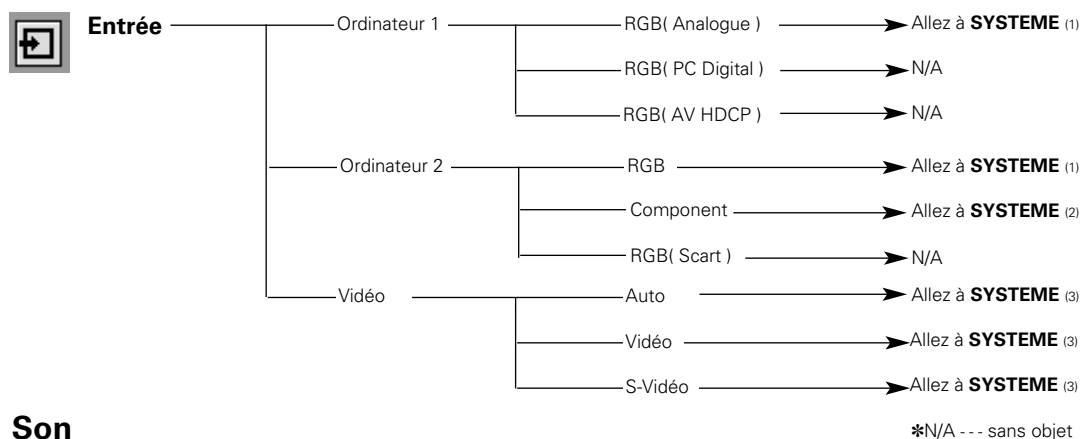 Entrée Ordinateur 1 RGB( Analogue ) Allez à SYSTEME (1)
RGB( PC Digital ) N/A
RGB( AV HDCP ) N/A
Ordinateur 2 RGB Allez à SYSTEME (1)
Component Allez à SYSTEME (2)
RGB( Scart ) N/A
Vidéo Auto Allez à SYSTEME (3)
Vidéo Allez à SYSTEME (3)
S-Vidéo Allez à SYSTEME (3)
Son
✽N/A - - - sans objet